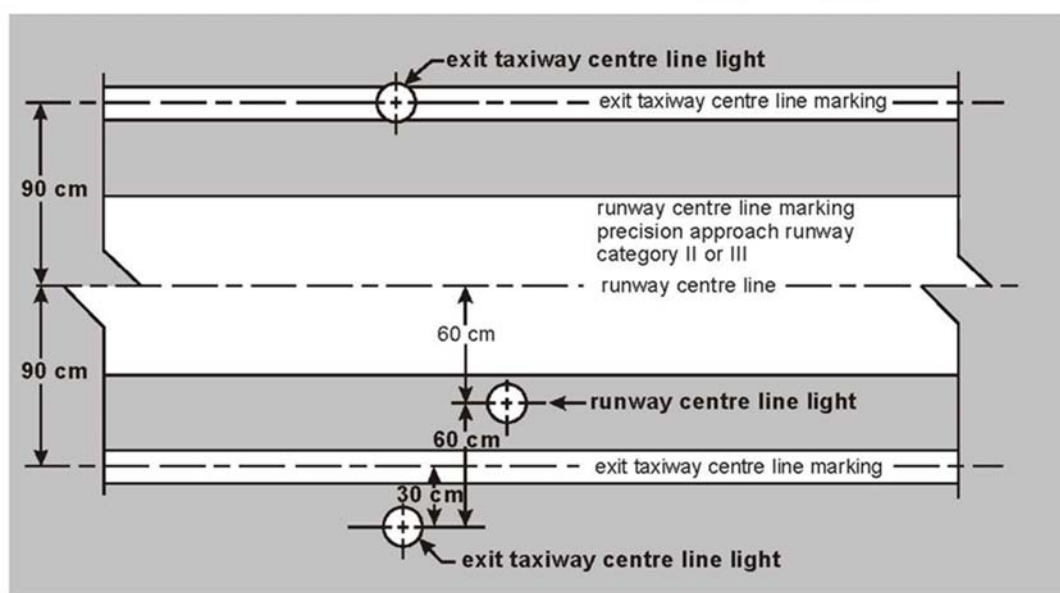 exit taxiway centre line light
exit taxiway centre line marking
90 cm
runway centre line marking
precision approach runway
category II or III
runway centre line
60 cm
90 cm
runway centre line light
60 cm
exit taxiway centre line marking
30 cm
exit taxiway centre line light